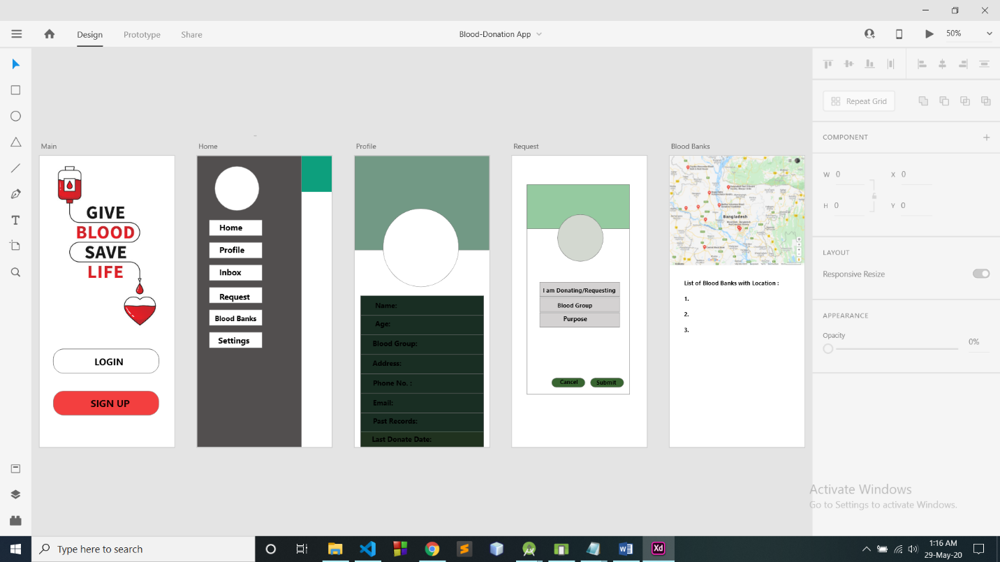 Design
Prototype
Share
Blood-Donation App
50%
Repeat Grid
COMPONENT
W 0
X 0
H 0
Y 0
LAYOUT
Responsive Resize
APPEARANCE
Opacity
0%
Main
GIVE
BLOOD
SAVE
LIFE
LOGIN
SIGN UP
Home
Home
Profile
Inbox
Request
Blood Banks
Settings
Profile
Name:
Age:
Blood Group:
Address:
Phone No. :
Email:
Past Records:
Last Donate Date:
Request
I am Donating/Requesting
Blood Group
Purpose
Cancel
Submit
Blood Banks
Bangladesh
List of Blood Banks with Location :
1.
2.
3.
Activate Windows
Go to Settings to activate Windows.
Type here to search
Xd
1:16 AM
29-May-20